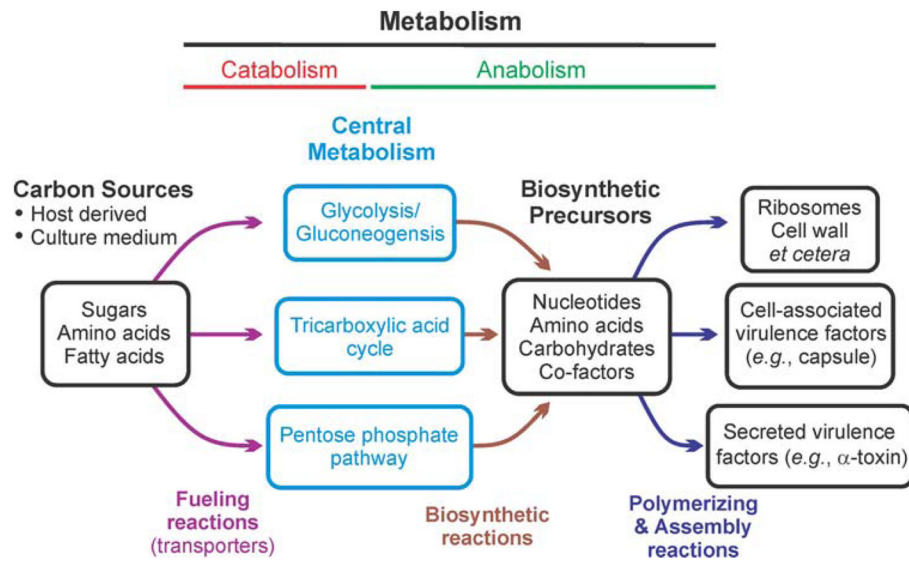 Metabolism
Catabolism
Anabolism
Central
Metabolism
Carbon Sources
• Host derived
• Culture medium
Biosynthetic
Precursors
Glycolysis/
Gluconeogensis
Ribosomes
Cell wall
et cetera
Sugars
Amino acids
Fatty acids
Tricarboxylic acid
cycle
Nucleotides
Amino acids
Carbohydrates
Co-factors
Cell-associated
virulence factors
(e.g., capsule)
Pentose phosphate
pathway
Secreted virulence
factors (e.g., α-toxin)
Fueling
reactions
(transporters)
Biosynthetic
reactions
Polymerizing
& Assembly
reactions